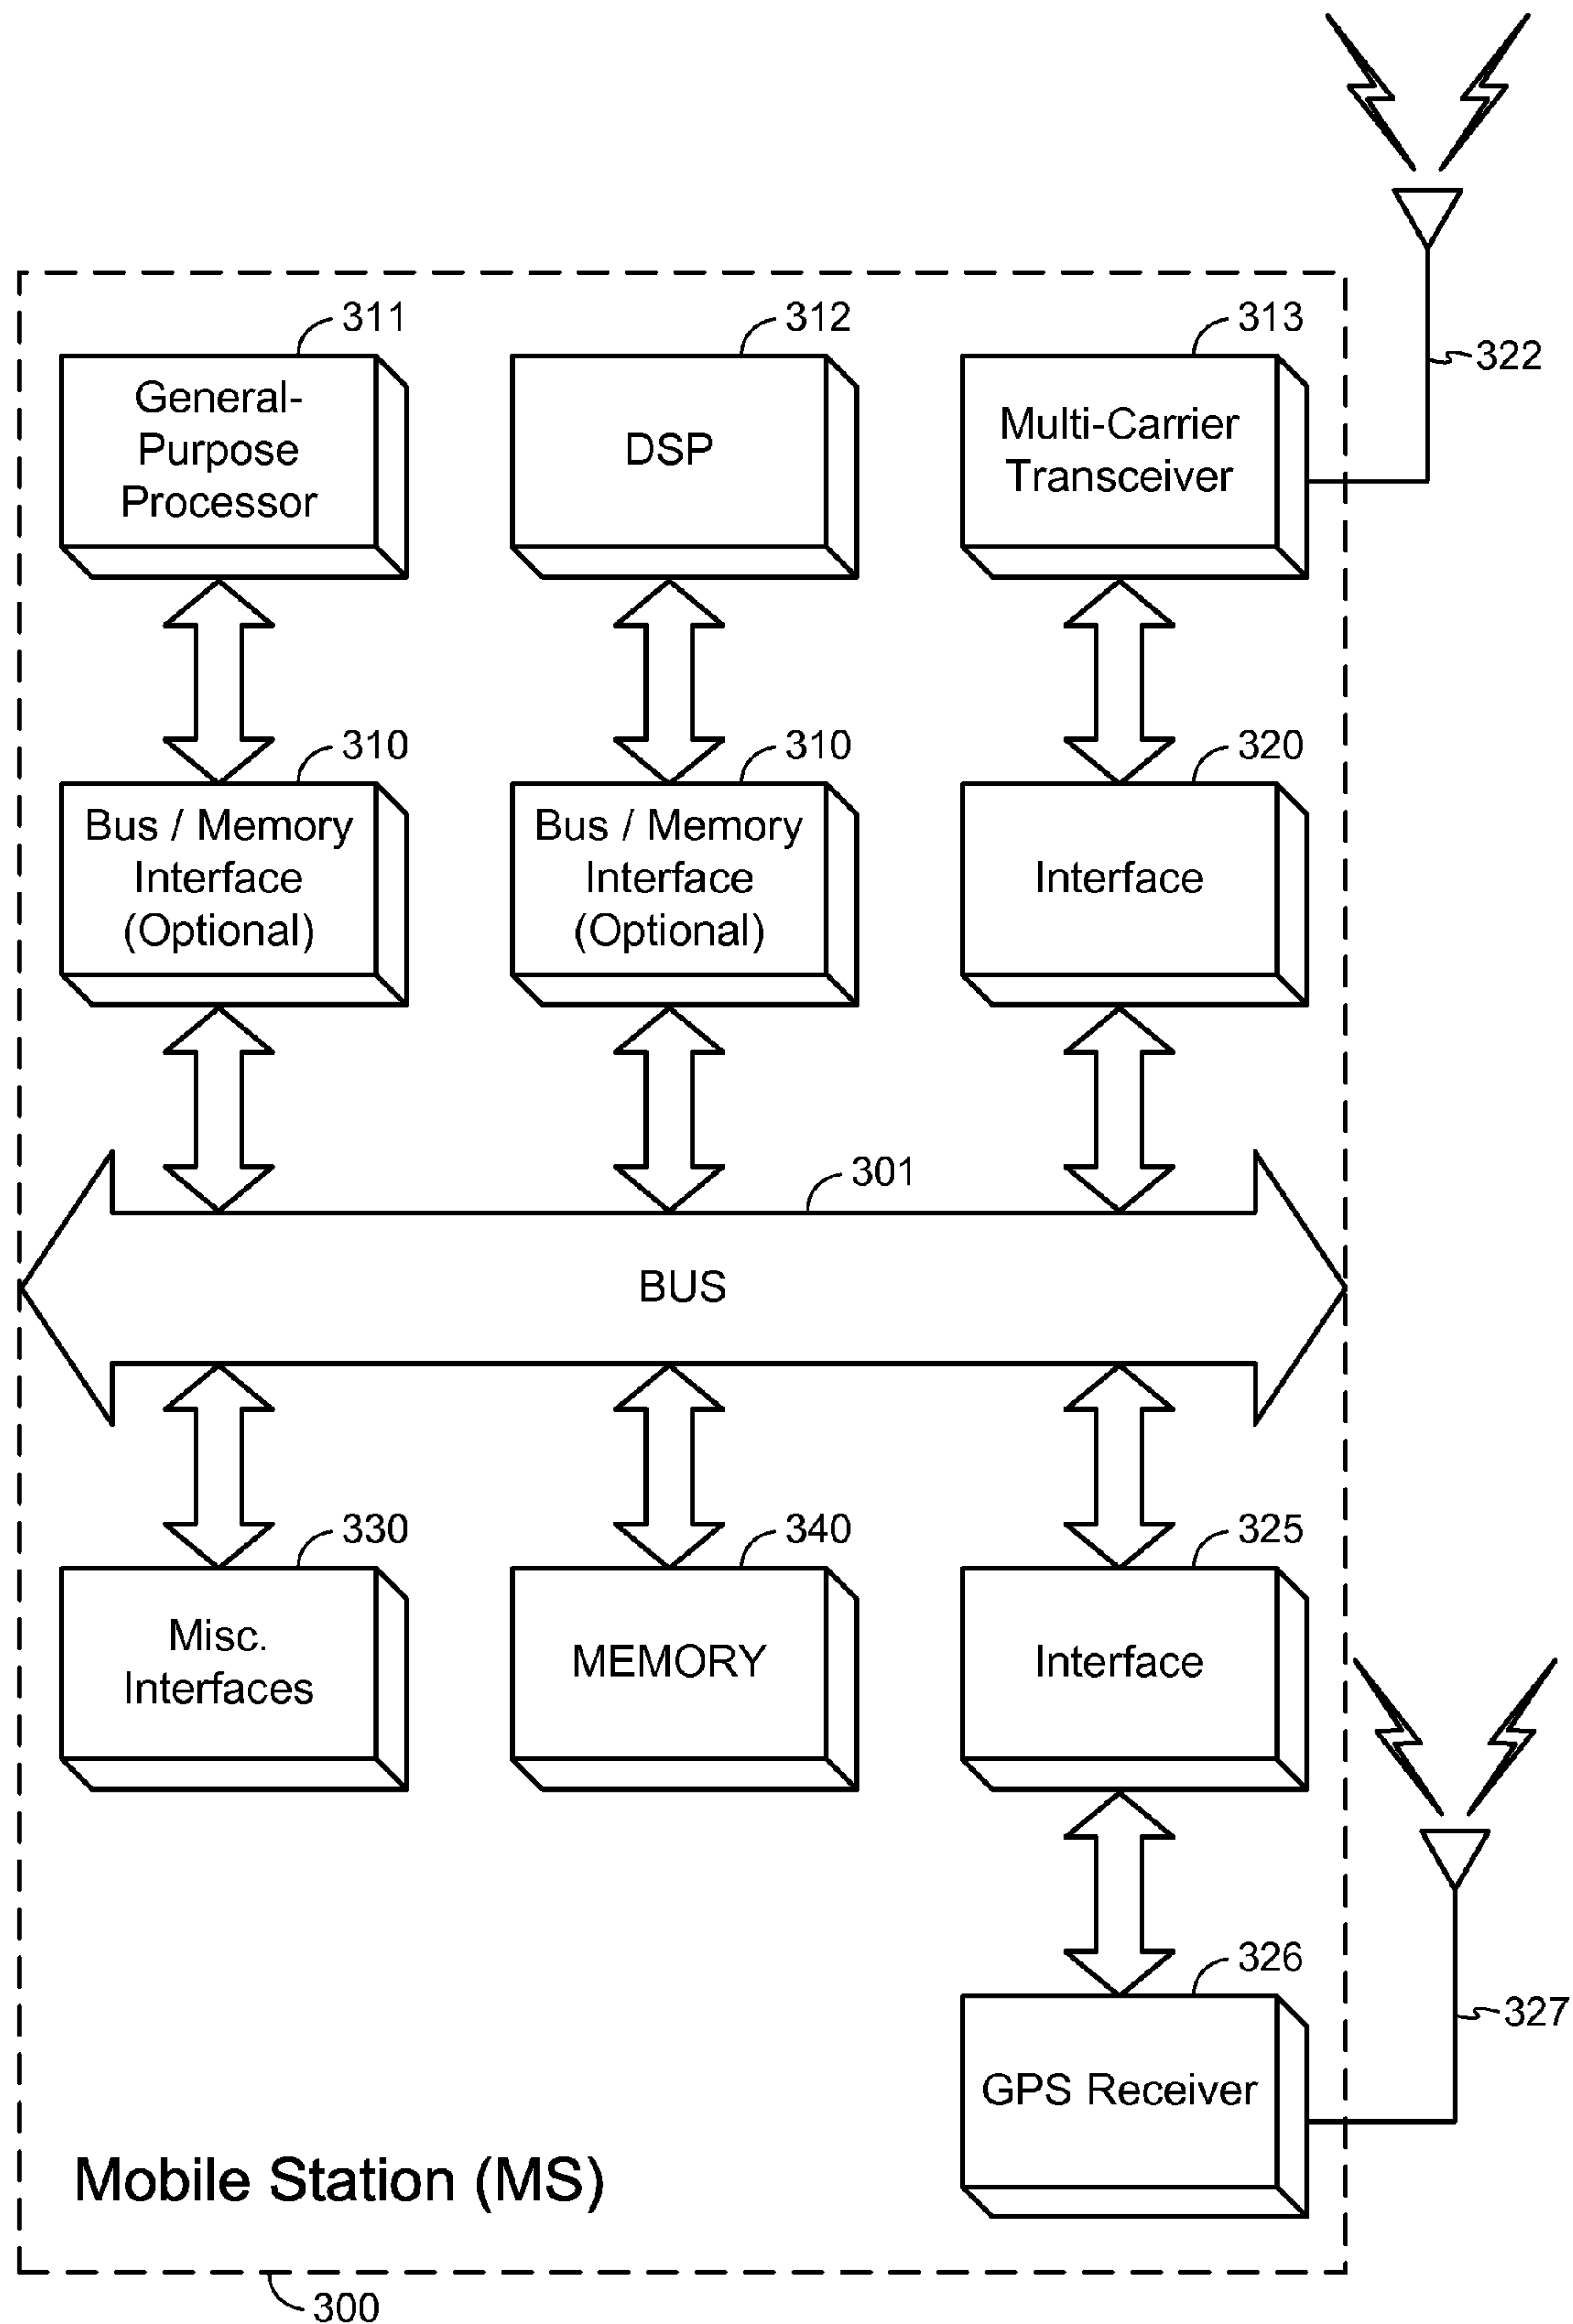 311
General-
Purpose
Processor
312
DSP
313
Multi-Carrier
Transceiver
322
310
Bus / Memory
Interface
(Optional)
310
Bus / Memory
Interface
(Optional)
320
Interface
301
BUS
330
Misc.
Interfaces
340
MEMORY
325
Interface
326
GPS Receiver
327
Mobile Station (MS)
300